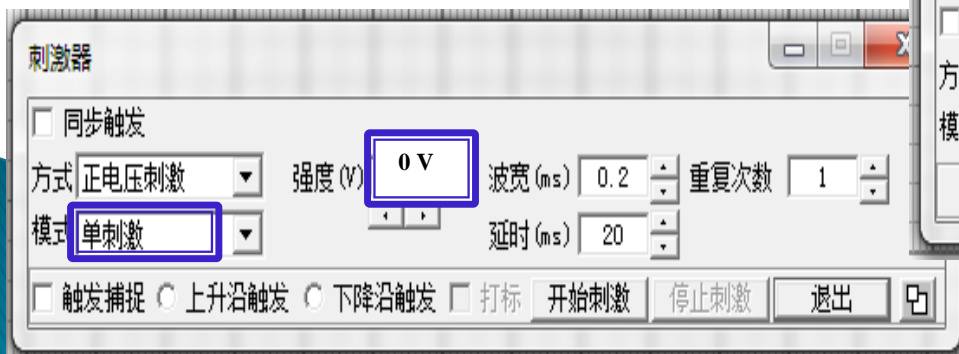 刺激器
同步触发
方式 正电压刺激 强度(V) 0 V 波宽(ms) 0.2 重复次数 1
模式 单刺激 延时(ms) 20
触发捕捉 上升沿触发 下降沿触发 打标 开始刺激 停止刺激 退出
方
模